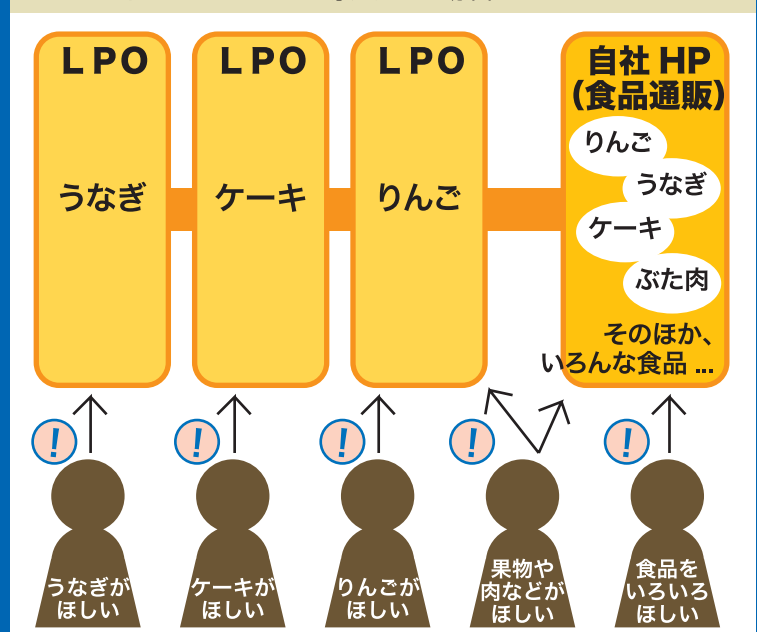 LPO
うなぎ
LPO
ケーキ
LPO
りんご
自社 HP
(食品通販)
りんご
うなぎ
ケーキ
ぶた肉
そのほか、
いろんな食品 ...
!
!
!
!
!
うなぎが
ほしい
ケーキが
ほしい
りんごが
ほしい
果物や
肉などが
ほしい
食品を
いろいろ
ほしい